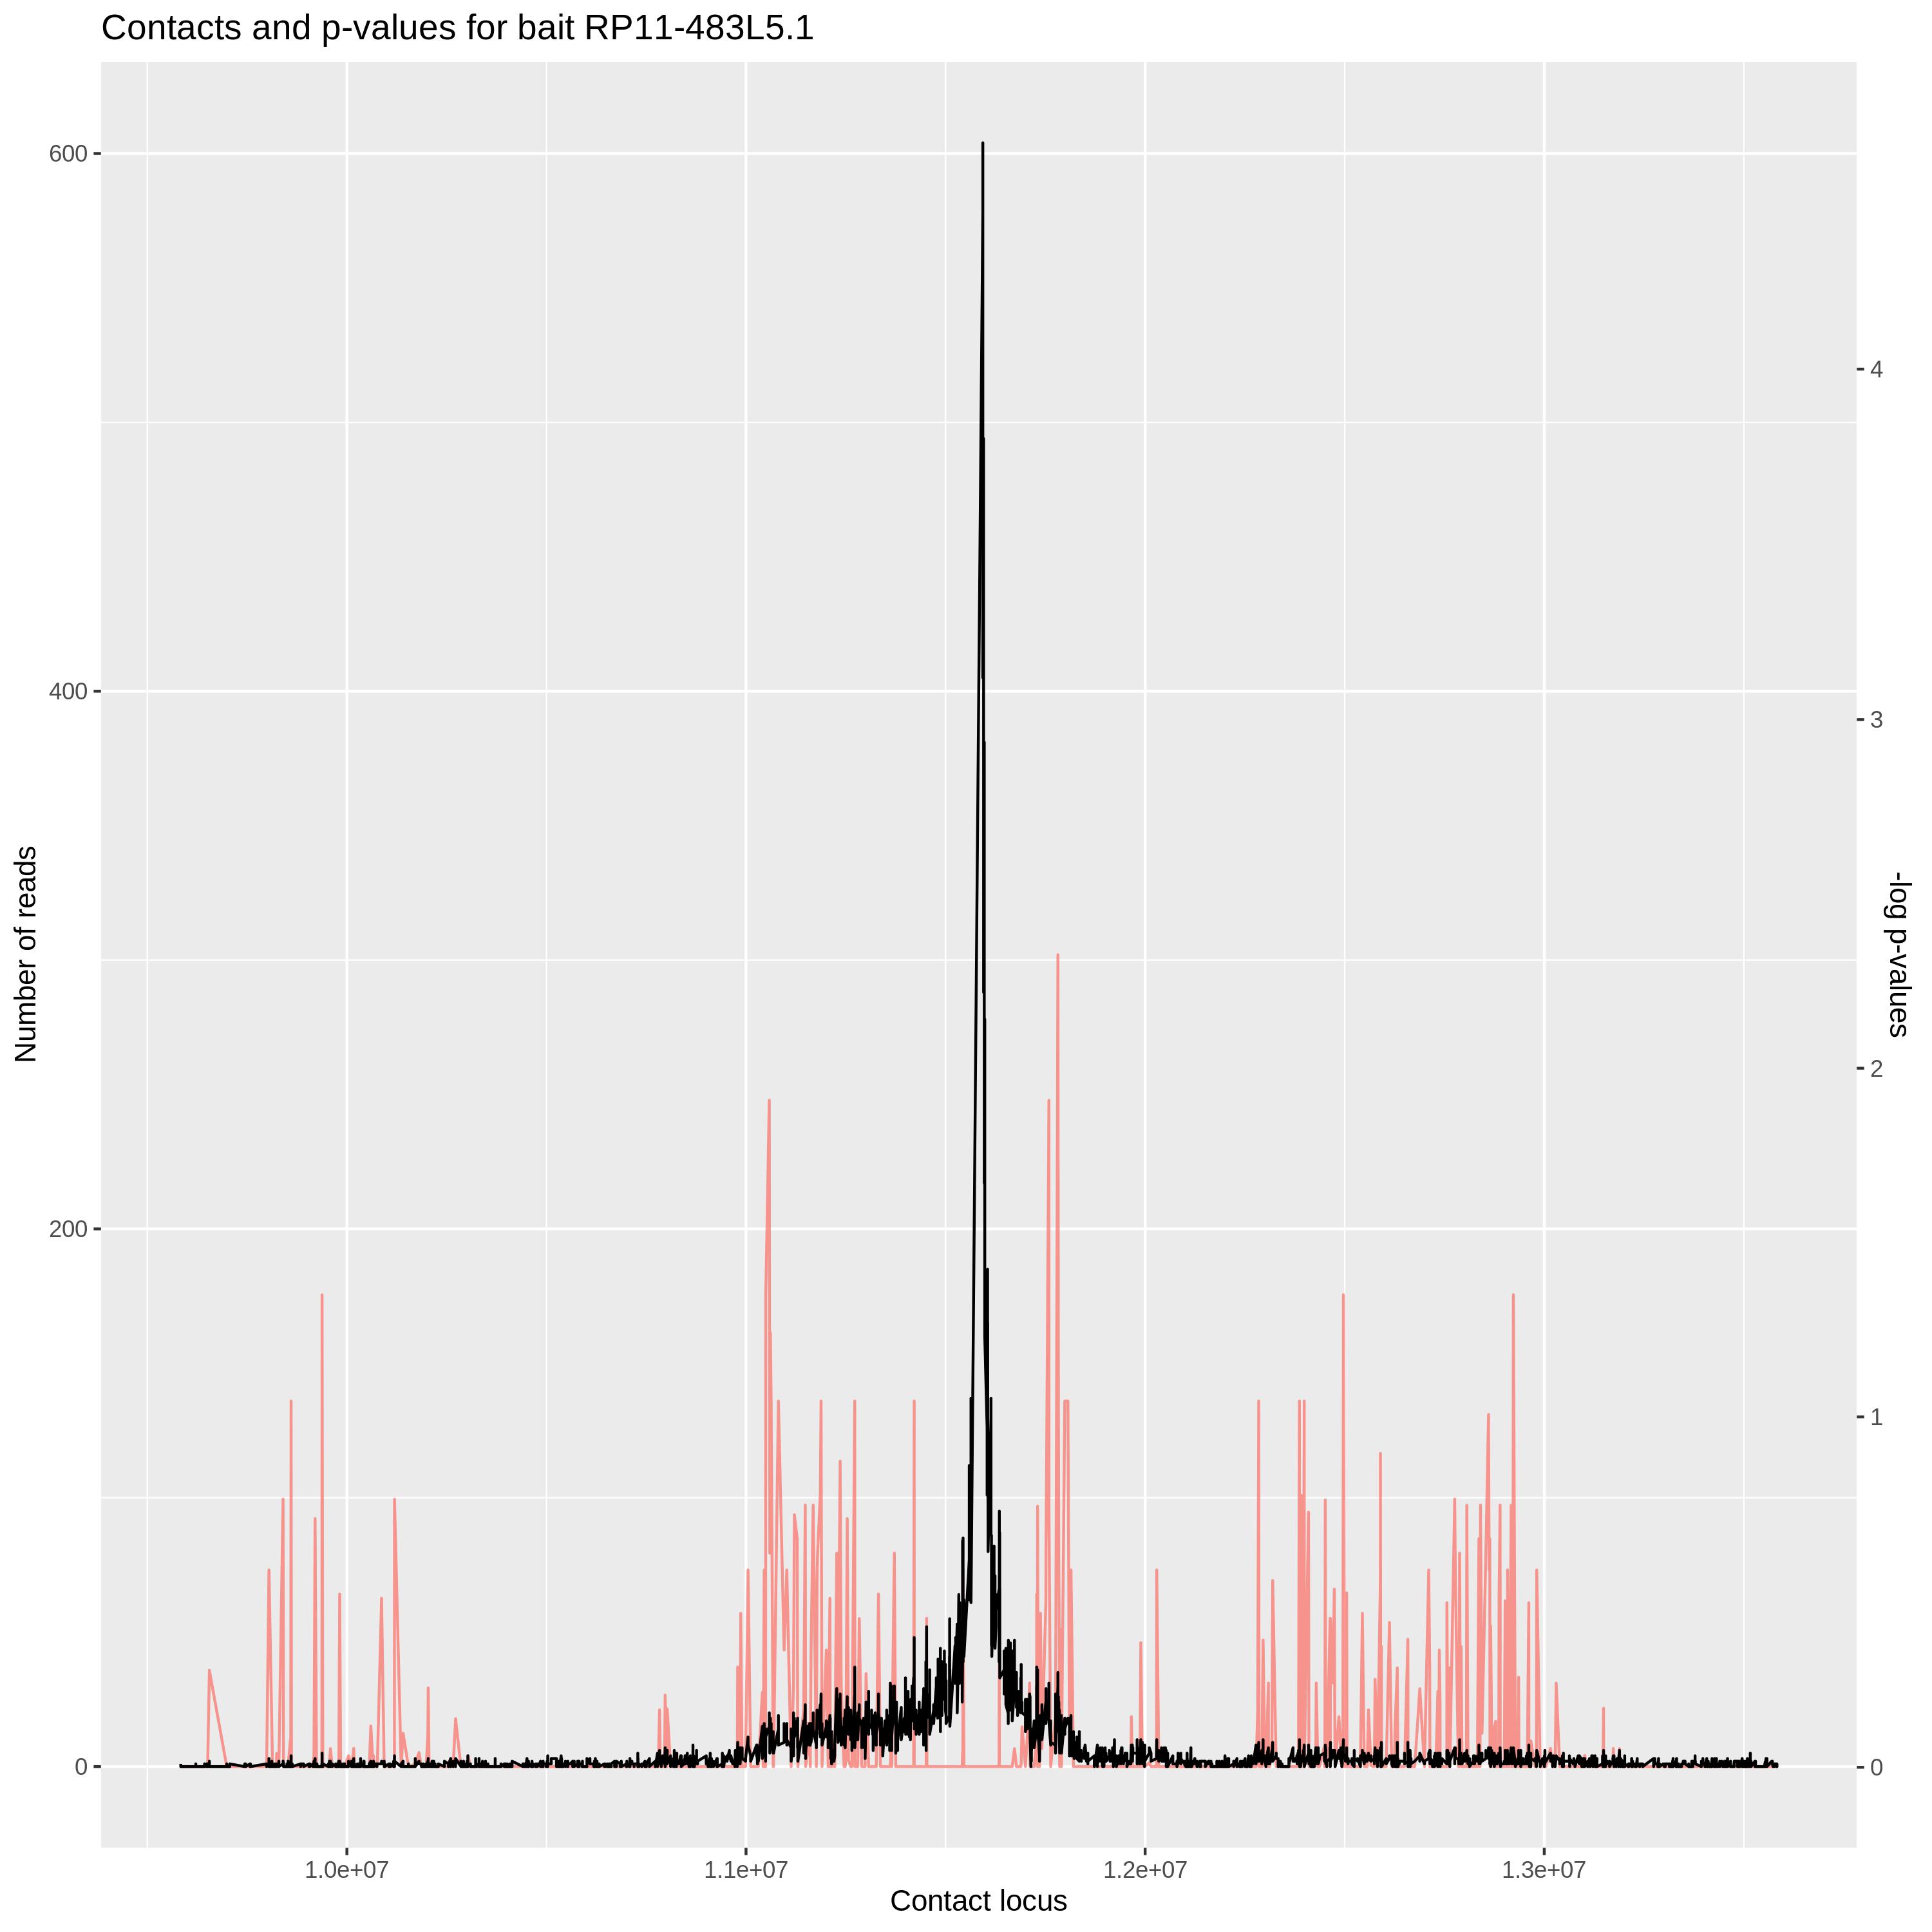 Contacts and p-values for bait RP11-483L5.1
600
400
200
0
Number of reads
4
3
2
1
0
-log p-values
1.0e+07
1.1e+07
1.2e+07
1.3e+07
Contact locus